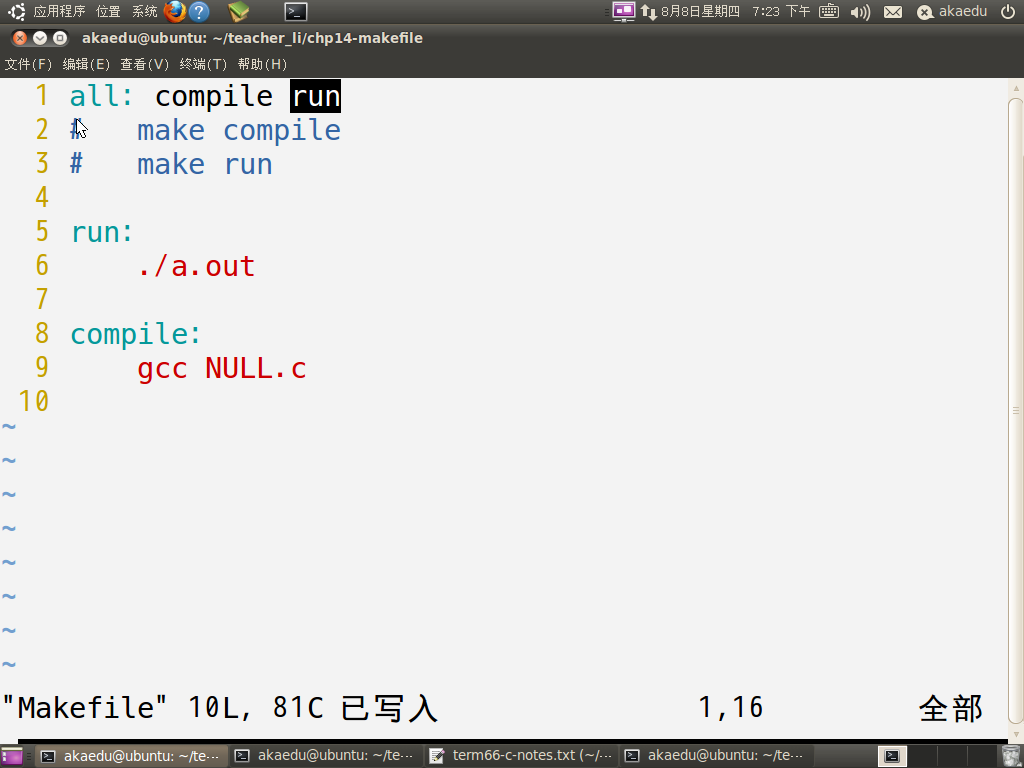 应用程序 位置 系统 8月8日星期四 7:23 下午 akaedu
akaedu@ubuntu: ~/teacher_li/chp14-makefile
文件(F) 编辑(E) 查看(V) 终端(T) 帮助(H)
1 all: compile run
2 # make compile
3 # make run
4
5 run:
6 ./a.out
7
8 compile:
9 gcc NULL.c
10
~
~
~
~
~
~
~
~
"Makefile" 10L, 81C 已写入 1,16 全部
akaedu@ubuntu: ~/te··· akaedu@ubuntu: ~/te··· term66-c-notes.txt (~/··· akaedu@ubuntu: ~/te···